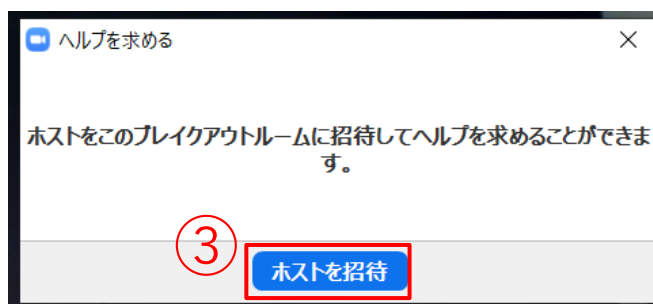 ヘルプを求める
ホストをこのブレイクアウトルームに招待してヘルプを求めることができま
す。
③
ホストを招待